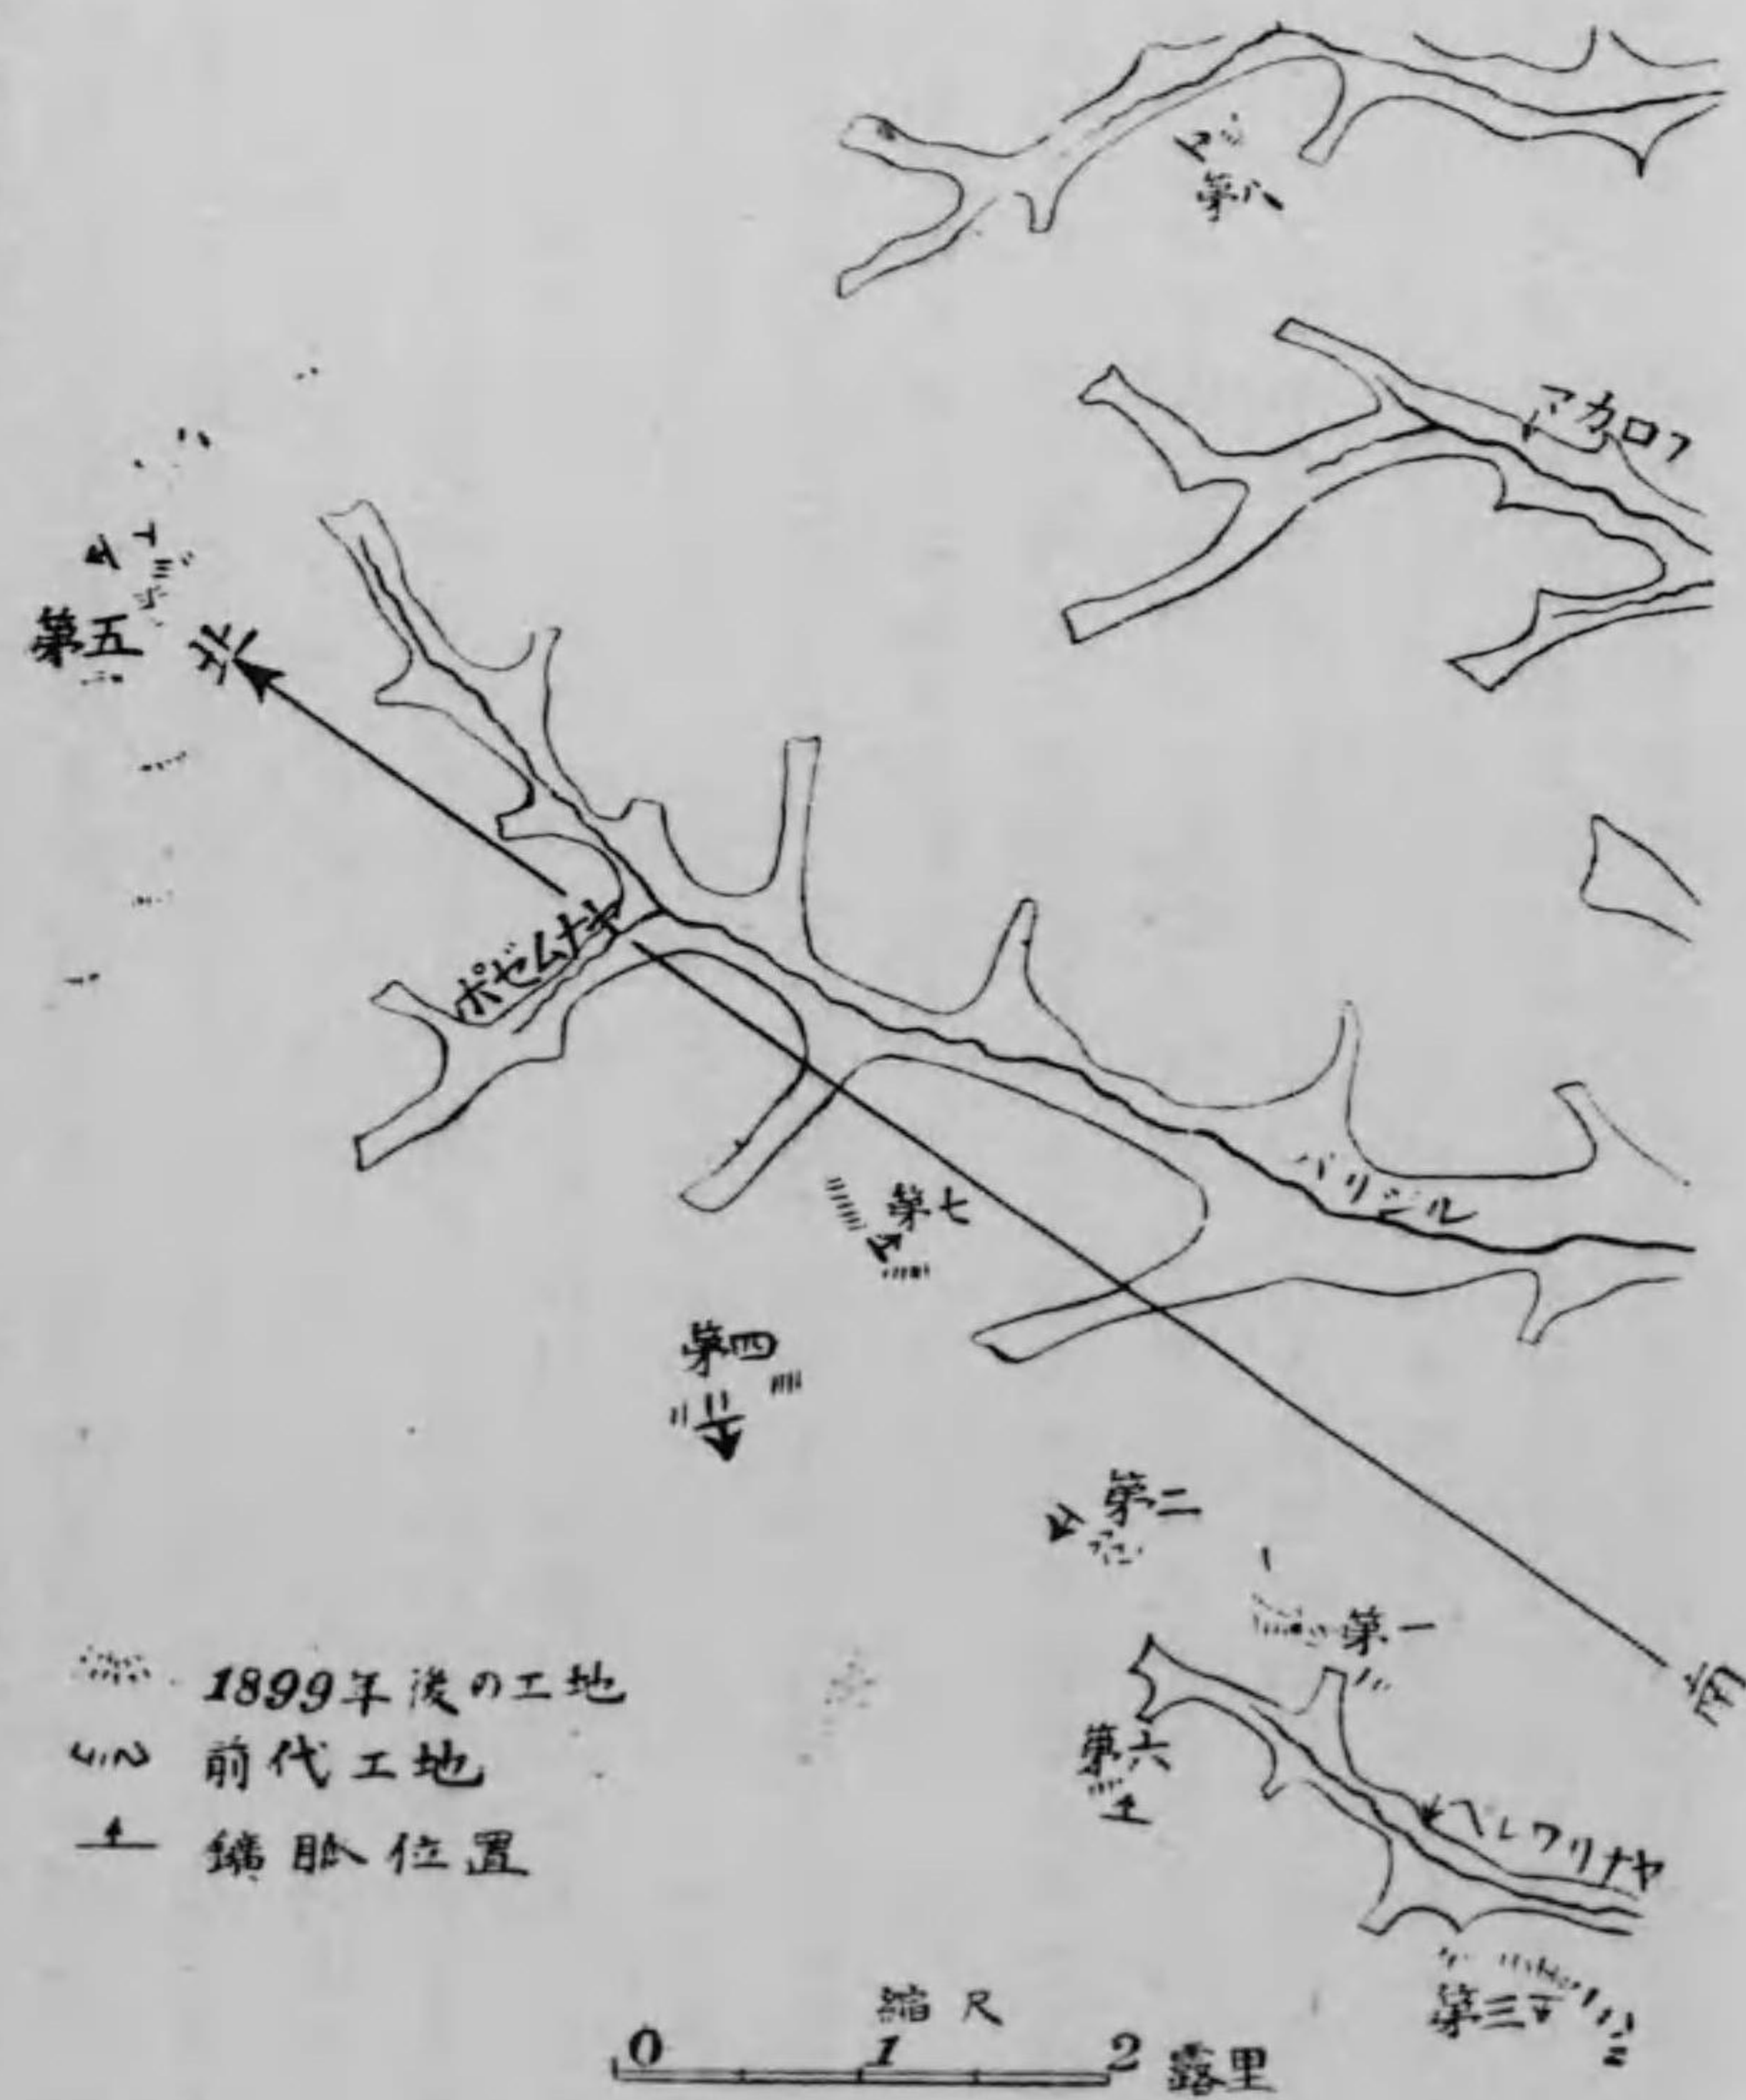 第八
アカロフ
第五
北
ポゼムナヤ
バリジル
第七
第四
第二
第一
南
第六
ペレワリナヤ
第三
1899年後の工地
前代工地
鑛脈位置
縮尺
0 1 2 露里